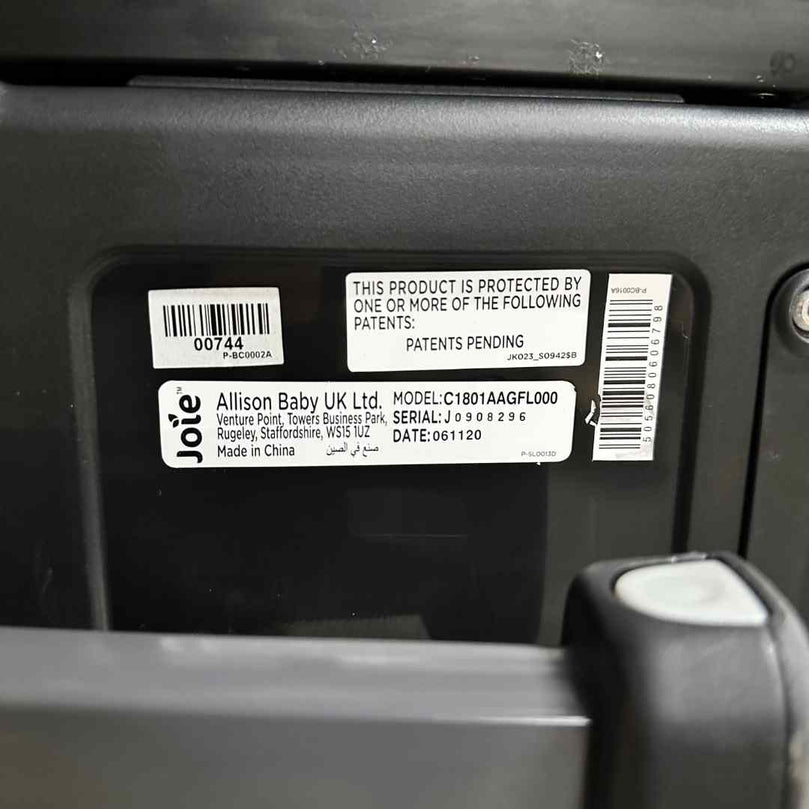 00744
P-BC0002A
THIS PRODUCT IS PROTECTED BY
ONE OR MORE OF THE FOLLOWING
PATENTS:
PATENTS PENDING
JK023_S0942$B
P-BC0016A
5056080606798
Joie™
Allison Baby UK Ltd.
Venture Point, Towers Business Park,
Rugeley, Staffordshire, WS15 1UZ
Made in China
صنع في الصين
MODEL:C1801AAGFL000
SERIAL:J0908296
DATE:061120
P-SL0013D